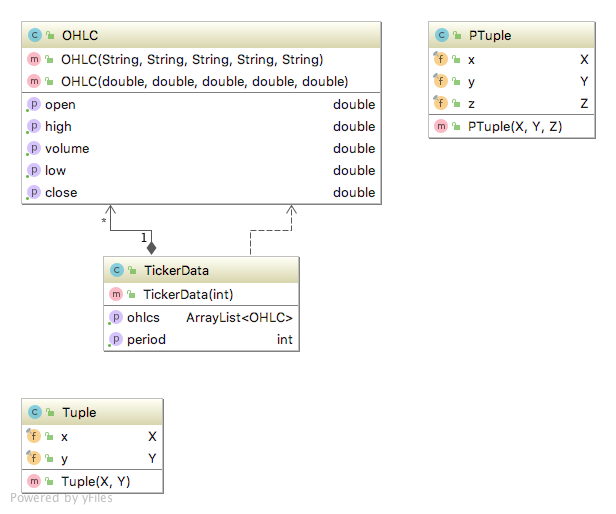 C OHLC
m OHLC(String, String, String, String, String)
m OHLC(double, double, double, double, double)
p open double
p high double
p volume double
p low double
p close double
C PTuple
f x X
f y Y
f z Z
m PTuple(X, Y, Z)
*
1
C TickerData
m TickerData(int)
p ohlcs ArrayList<OHLC>
p period int
C Tuple
f x X
f y Y
m Tuple(X, Y)
Powered by yFiles